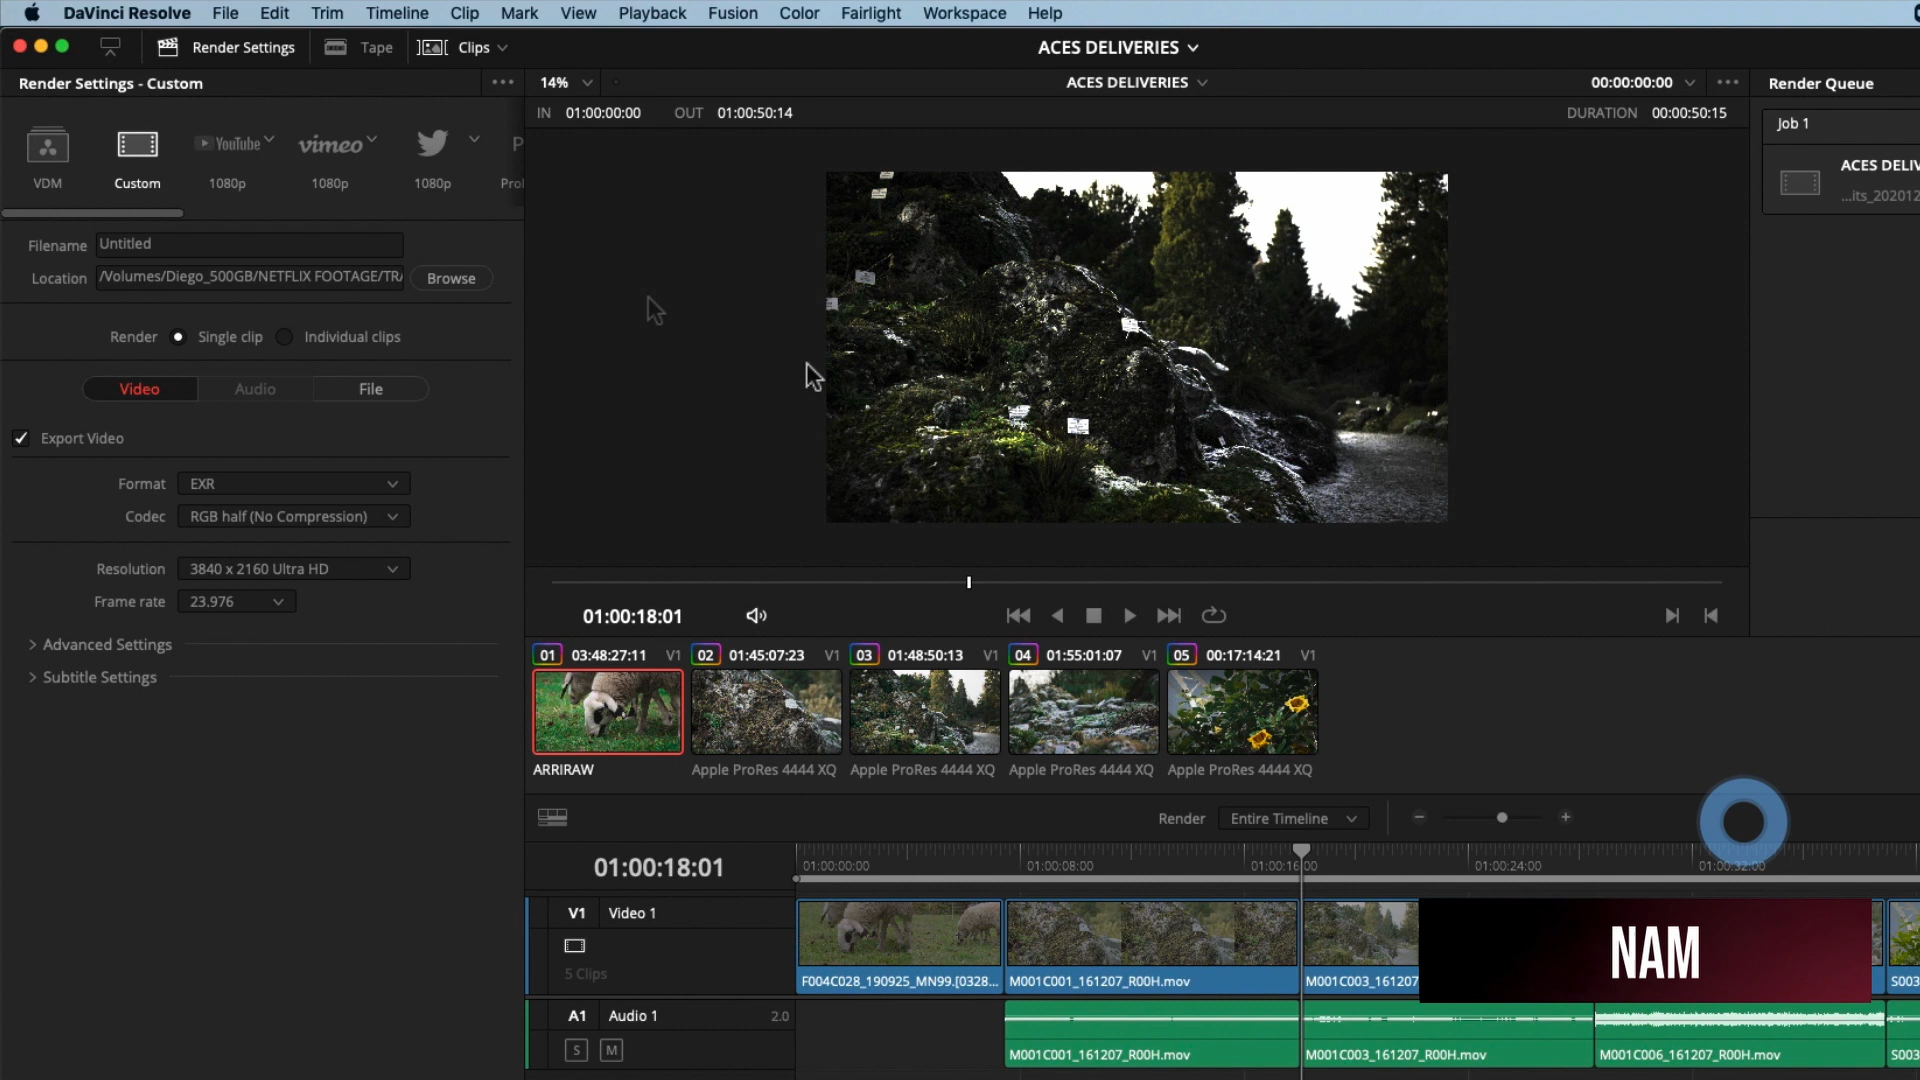 DaVinci Resolve File Edit Trim Timeline Clip Mark View Playback Fusion Color Fairlight Workspace Help
Render Settings Tape Clips ACES DELIVERIES
Render Settings - Custom 14% ACES DELIVERIES 00:00:00:00 Render Queue
IN 01:00:00:00 OUT 01:00:50:14 DURATION 00:00:50:15
Job 1
YouTube vimeo P
VDM Custom 1080p 1080p 1080p Prol
ACES DELIV
...its_202012
Filename Untitled
Location /Volumes/Diego_500GB/NETFLIX FOOTAGE/TRA Browse
Render Single clip Individual clips
Video Audio File
Export Video
Format EXR
Codec RGB half (No Compression)
Resolution 3840 x 2160 Ultra HD
Frame rate 23.976
Advanced Settings
Subtitle Settings
01:00:18:01
01 03:48:27:11 V1 02 01:45:07:23 V1 03 01:48:50:13 V1 04 01:55:01:07 V1 05 00:17:14:21 V1
ARRIRAW Apple ProRes 4444 XQ Apple ProRes 4444 XQ Apple ProRes 4444 XQ Apple ProRes 4444 XQ
Render Entire Timeline
01:00:18:01 01:00:00:00 01:00:08:00 01:00:16:00 01:00:24:00 01:00:32:00
V1 Video 1
5 Clips
NAM
F004C028_190925_MN99.[0328... M001C001_161207_R00H.mov M001C003_161207 S003
A1 Audio 1 2.0
S M
M001C001_161207_R00H.mov M001C003_161207_R00H.mov M001C006_161207_R00H.mov S003